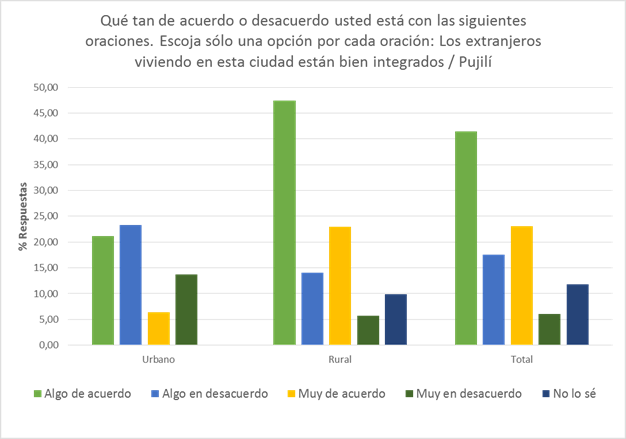 Qué tan de acuerdo o desacuerdo usted está con las siguientes
oraciones. Escoja sólo una opción por cada oración: Los extranjeros
viviendo en esta ciudad están bien integrados / Pujilí
50,00
45,00
40,00
35,00
30,00
25,00
20,00
15,00
10,00
5,00
0,00
% Respuestas
Urbano Rural Total
Algo de acuerdo Algo en desacuerdo Muy de acuerdo Muy en desacuerdo No lo sé